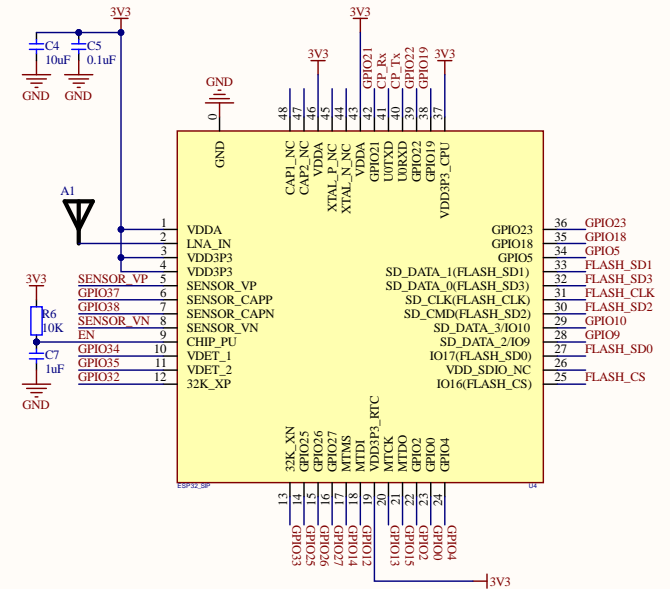 3V3
3V3
C4
10uF
C5
0.1uF
GND
GND
3V3
GND
GPIO21
CP_Rx
CP_Tx
GPIO22
GPIO19
3V3
0
48
47
46
45
44
43
42
41
40
39
38
37
GND
CAP1_NC
CAP2_NC
VDDA
XTAL_P_NC
XTAL_N_NC
VDDA
GPIO21
U0TXD
U0RXD
GPIO22
GPIO19
VDD3P3_CPU
A1
1 VDDA
2 LNA_IN
3 VDD3P3
4 VDD3P3
SENSOR_VP 5 SENSOR_VP
GPIO37 6 SENSOR_CAPP
GPIO38 7 SENSOR_CAPN
SENSOR_VN 8 SENSOR_VN
EN 9 CHIP_PU
GPIO34 10 VDET_1
GPIO35 11 VDET_2
GPIO32 12 32K_XP
3V3
R6
10K
C7
1uF
GND
GPIO23 36 GPIO23
GPIO18 35 GPIO18
GPIO5 34 GPIO5
SD_DATA_1(FLASH_SD1) 33 FLASH_SD1
SD_DATA_0(FLASH_SD3) 32 FLASH_SD3
SD_CLK(FLASH_CLK) 31 FLASH_CLK
SD_CMD(FLASH_SD2) 30 FLASH_SD2
SD_DATA_3/IO10 29 GPIO10
SD_DATA_2/IO9 28 GPIO9
IO17(FLASH_SD0) 27 FLASH_SD0
VDD_SDIO_NC 26
IO16(FLASH_CS) 25 FLASH_CS
32K_XN
GPIO25
GPIO26
GPIO27
MTMS
MTDI
VDD3P3_RTC
MTCK
MTDO
GPIO2
GPIO0
GPIO4
ESP32_SIP
U4
13
14
15
16
17
18
19
20
21
22
23
24
GPIO33
GPIO25
GPIO26
GPIO27
GPIO14
GPIO12
GPIO13
GPIO15
GPIO2
GPIO0
GPIO4
3V3